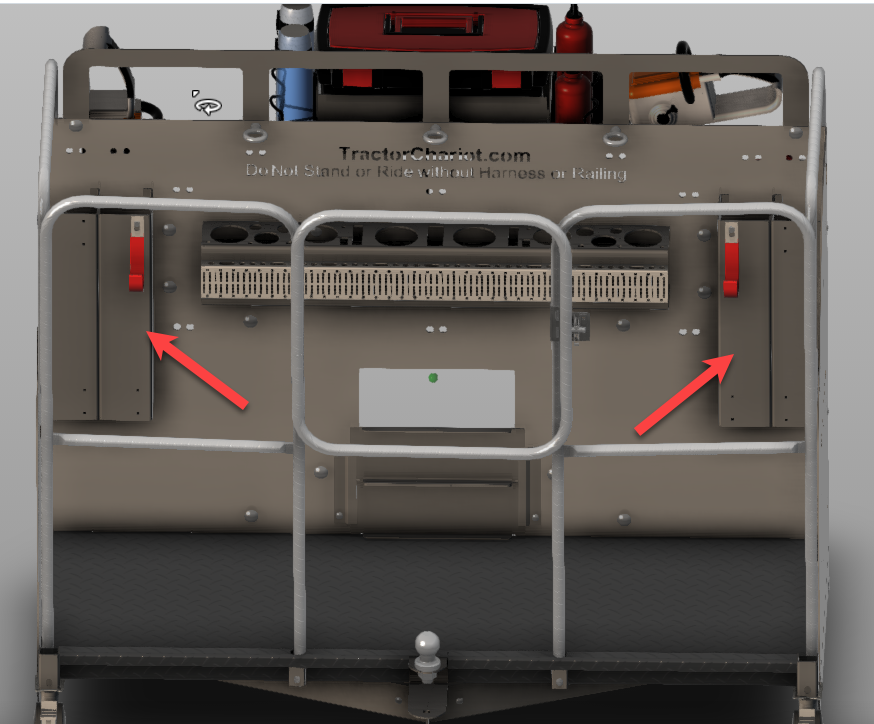 TractorChariot.com
Do Not Stand or Ride without Harness or Railing